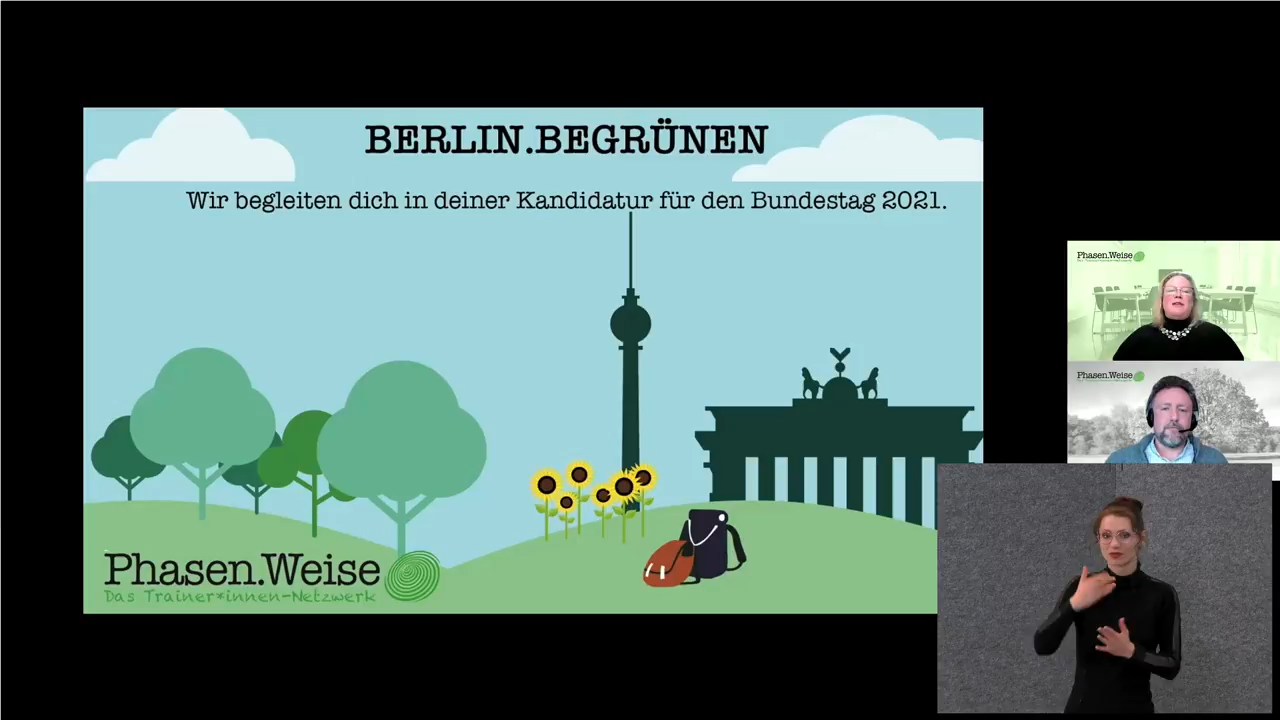 BERLIN.BEGRÜNEN
Wir begleiten dich in deiner Kandidatur für den Bundestag 2021.
Phasen.Weise
Das Trainer*innen-Netzwerk
Phasen.Weise
Phasen.Weise